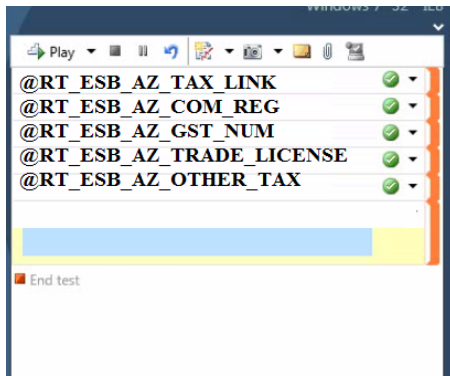 Windows 7 32 IE8
Play
@RT_ESB_AZ_TAX_LINK
@RT_ESB_AZ_COM_REG
@RT_ESB_AZ_GST_NUM
@RT_ESB_AZ_TRADE_LICENSE
@RT_ESB_AZ_OTHER_TAX
End test